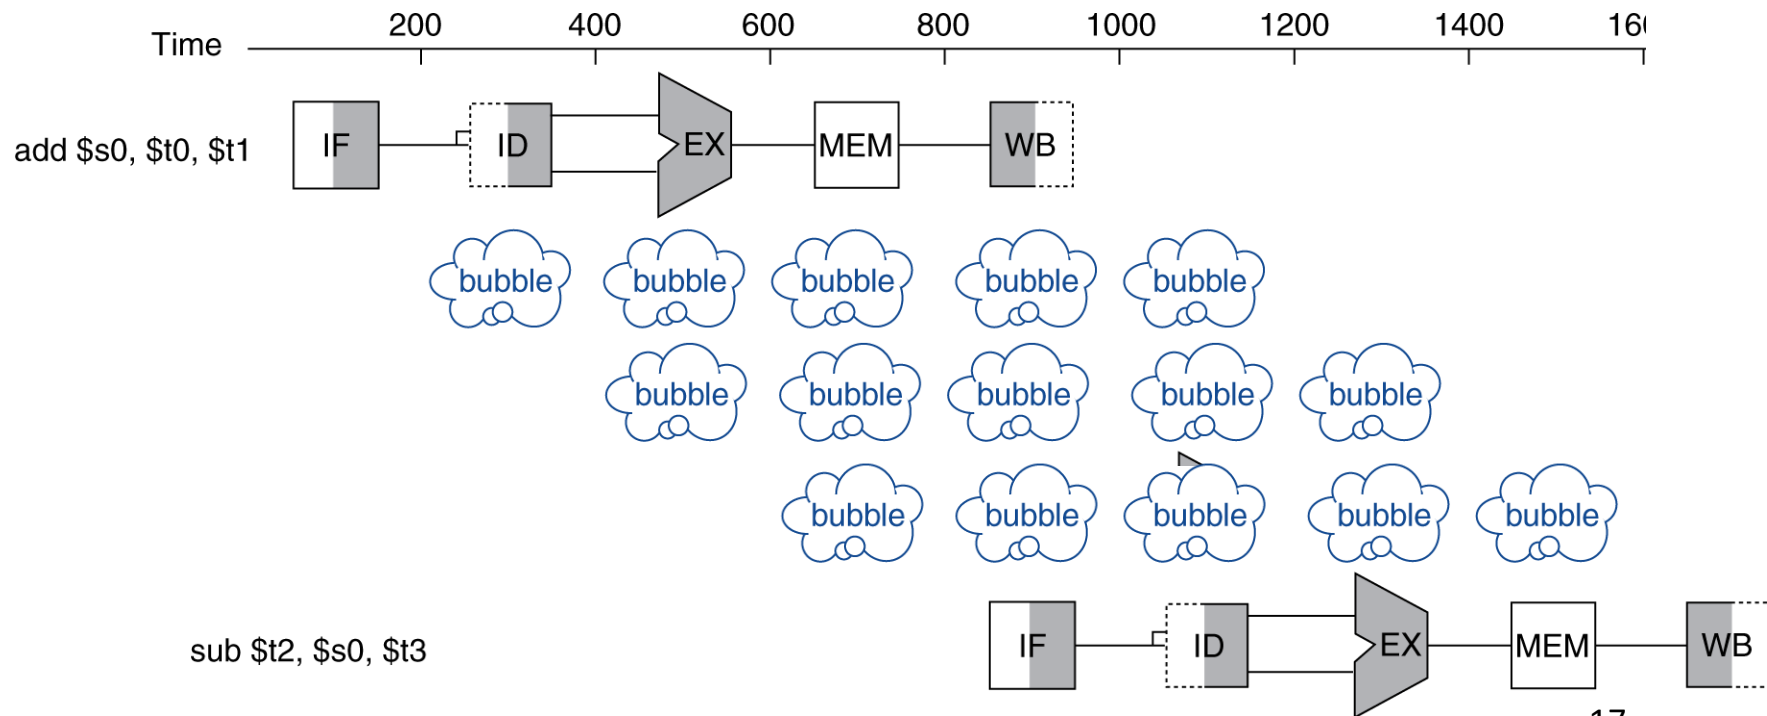 200 400 600 800 1000 1200 1400
Time
add $s0, $t0, $t1 IF ID EX MEM WB
bubble bubble bubble bubble bubble
bubble bubble bubble bubble bubble
bubble bubble bubble bubble bubble
sub $t2, $s0, $t3 IF ID EX MEM WB